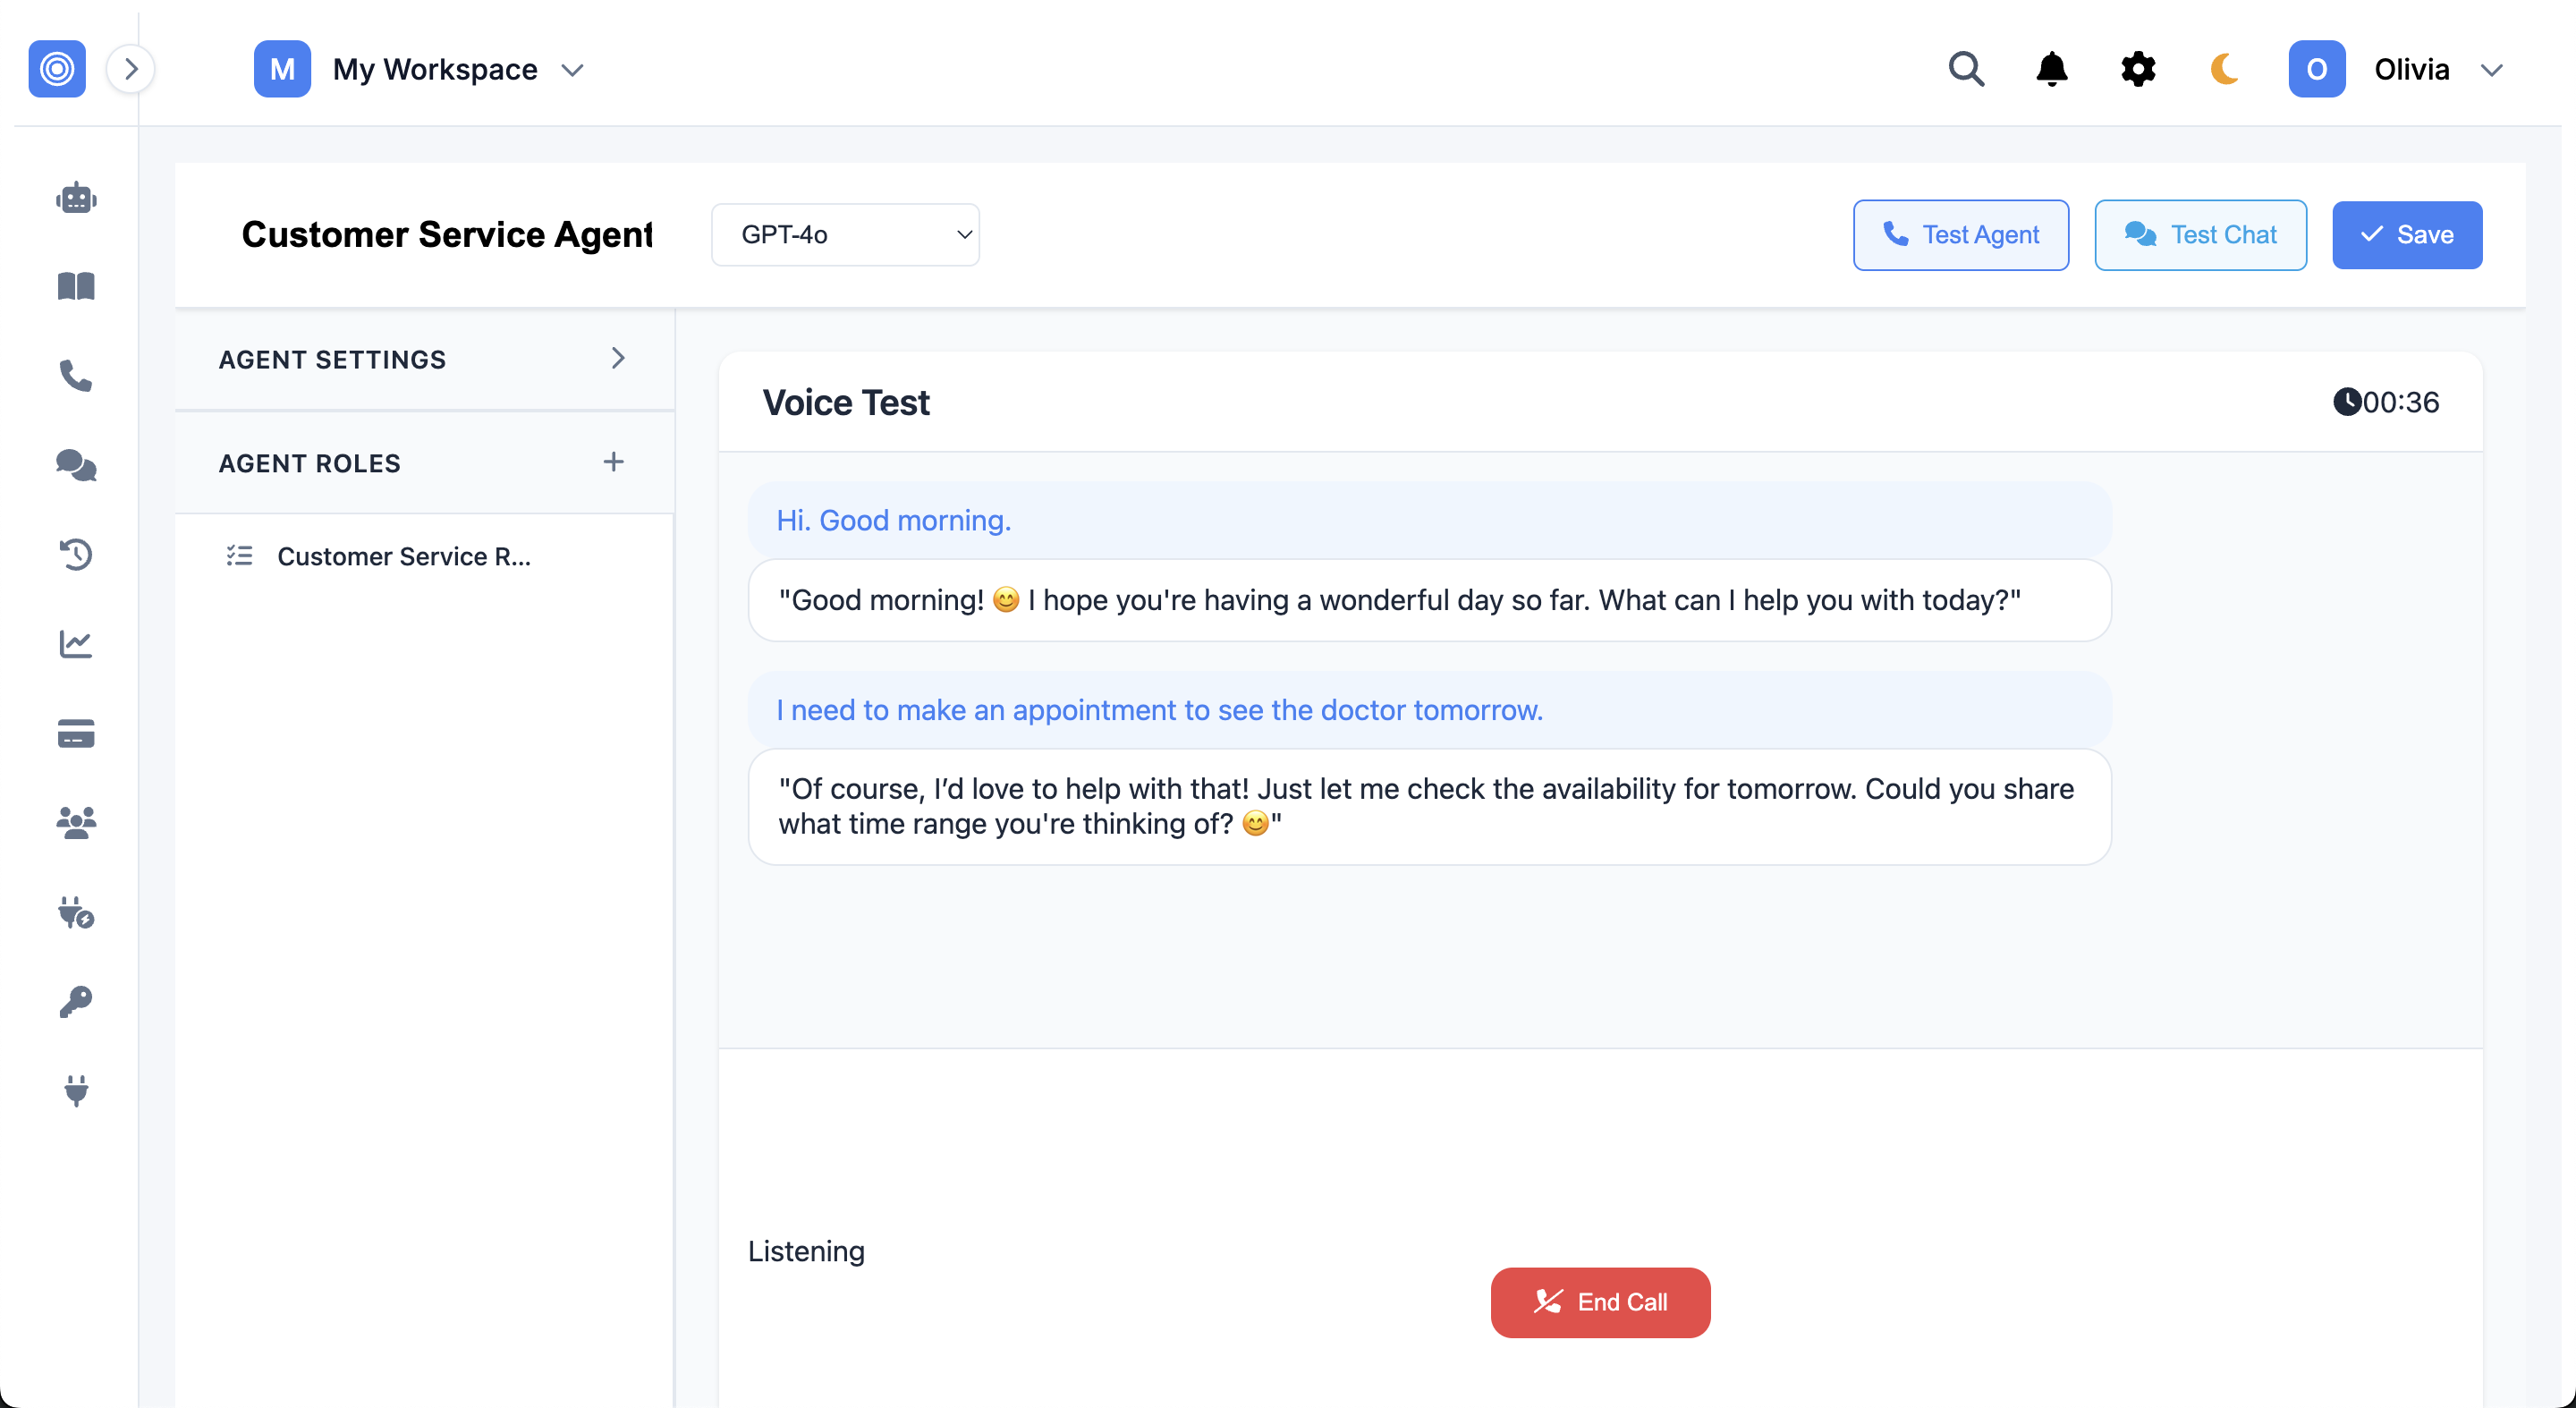 M My Workspace
O Olivia
Customer Service Agent
GPT-4o
Test Agent
Test Chat
Save
AGENT SETTINGS
AGENT ROLES
Customer Service R...
Voice Test
00:36
Hi. Good morning.
"Good morning! 😊 I hope you're having a wonderful day so far. What can I help you with today?"
I need to make an appointment to see the doctor tomorrow.
"Of course, I’d love to help with that! Just let me check the availability for tomorrow. Could you share
what time range you're thinking of? 😊"
Listening
End Call